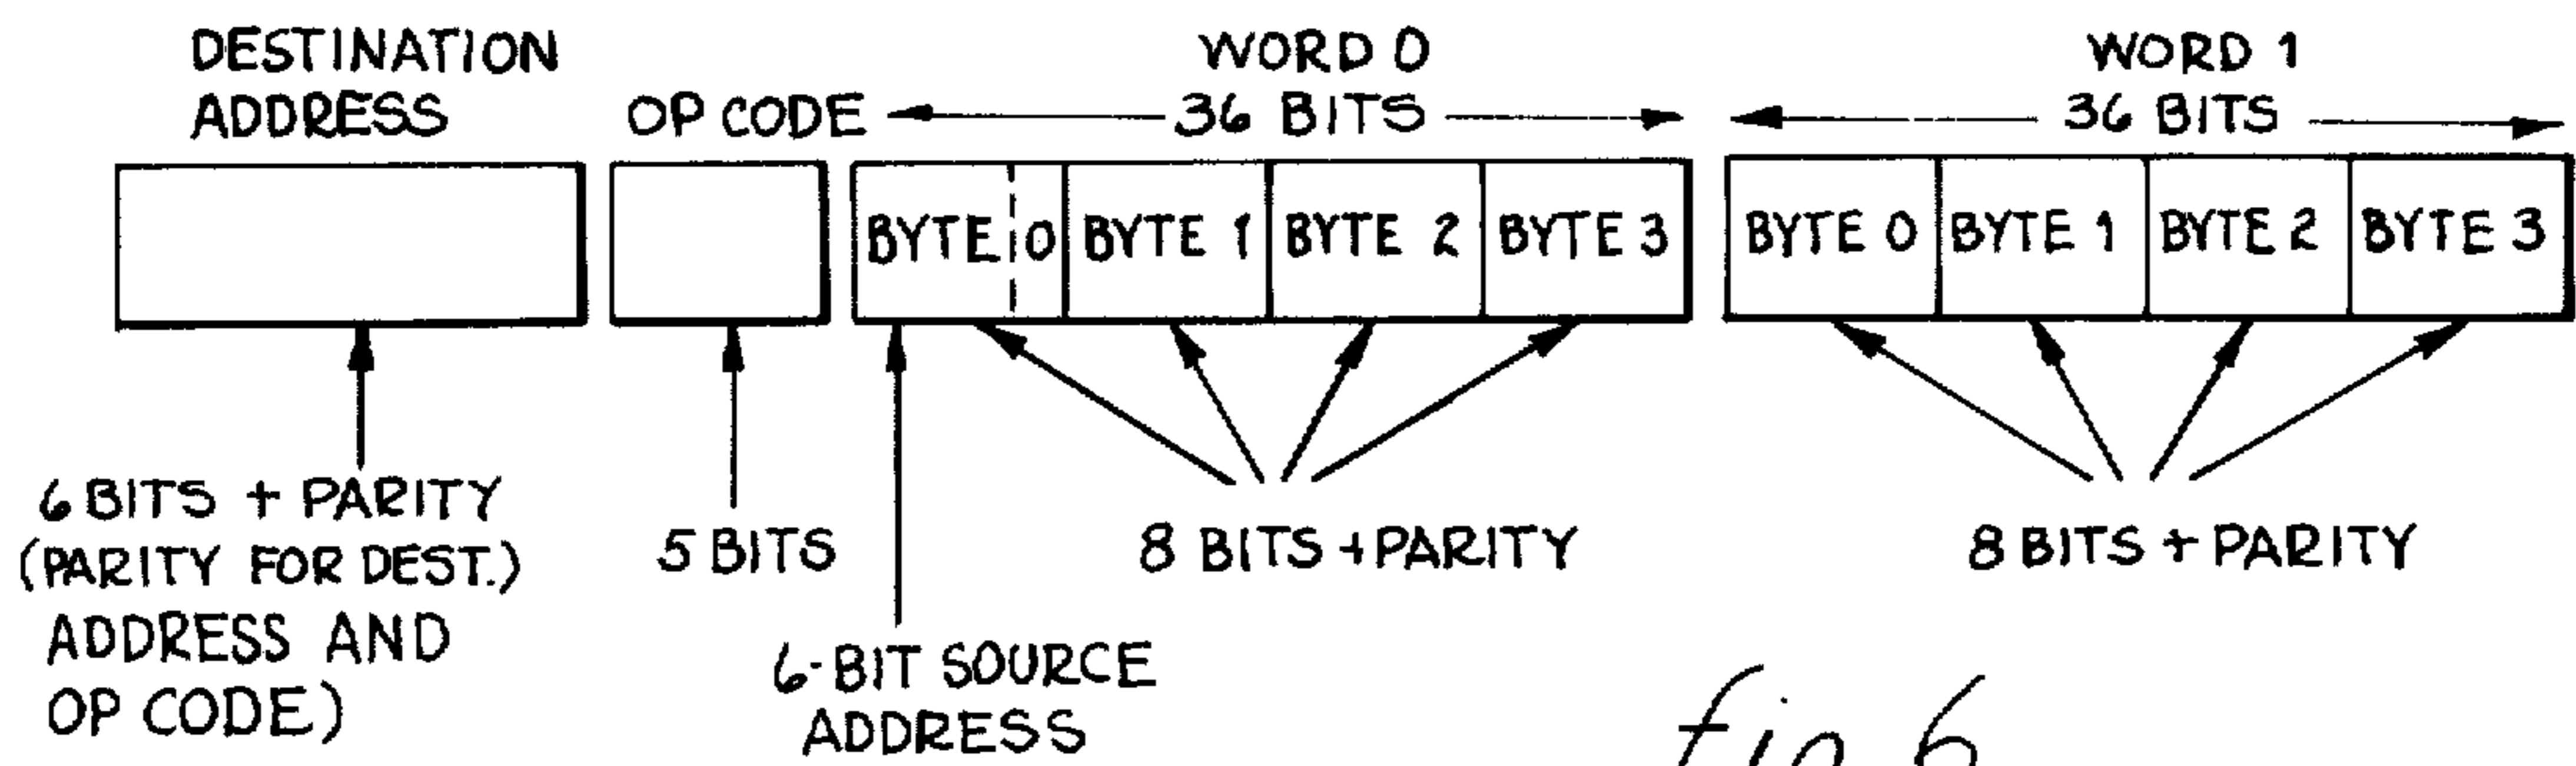 DESTINATION
ADDRESS
OP CODE
WORD 0
36 BITS
WORD 1
36 BITS
BYTE 0
BYTE 1
BYTE 2
BYTE 3
BYTE 0
BYTE 1
BYTE 2
BYTE 3
6 BITS + PARITY
(PARITY FOR DEST.)
ADDRESS AND
OP CODE)
5 BITS
6-BIT SOURCE
ADDRESS
8 BITS + PARITY
8 BITS + PARITY
fig 6